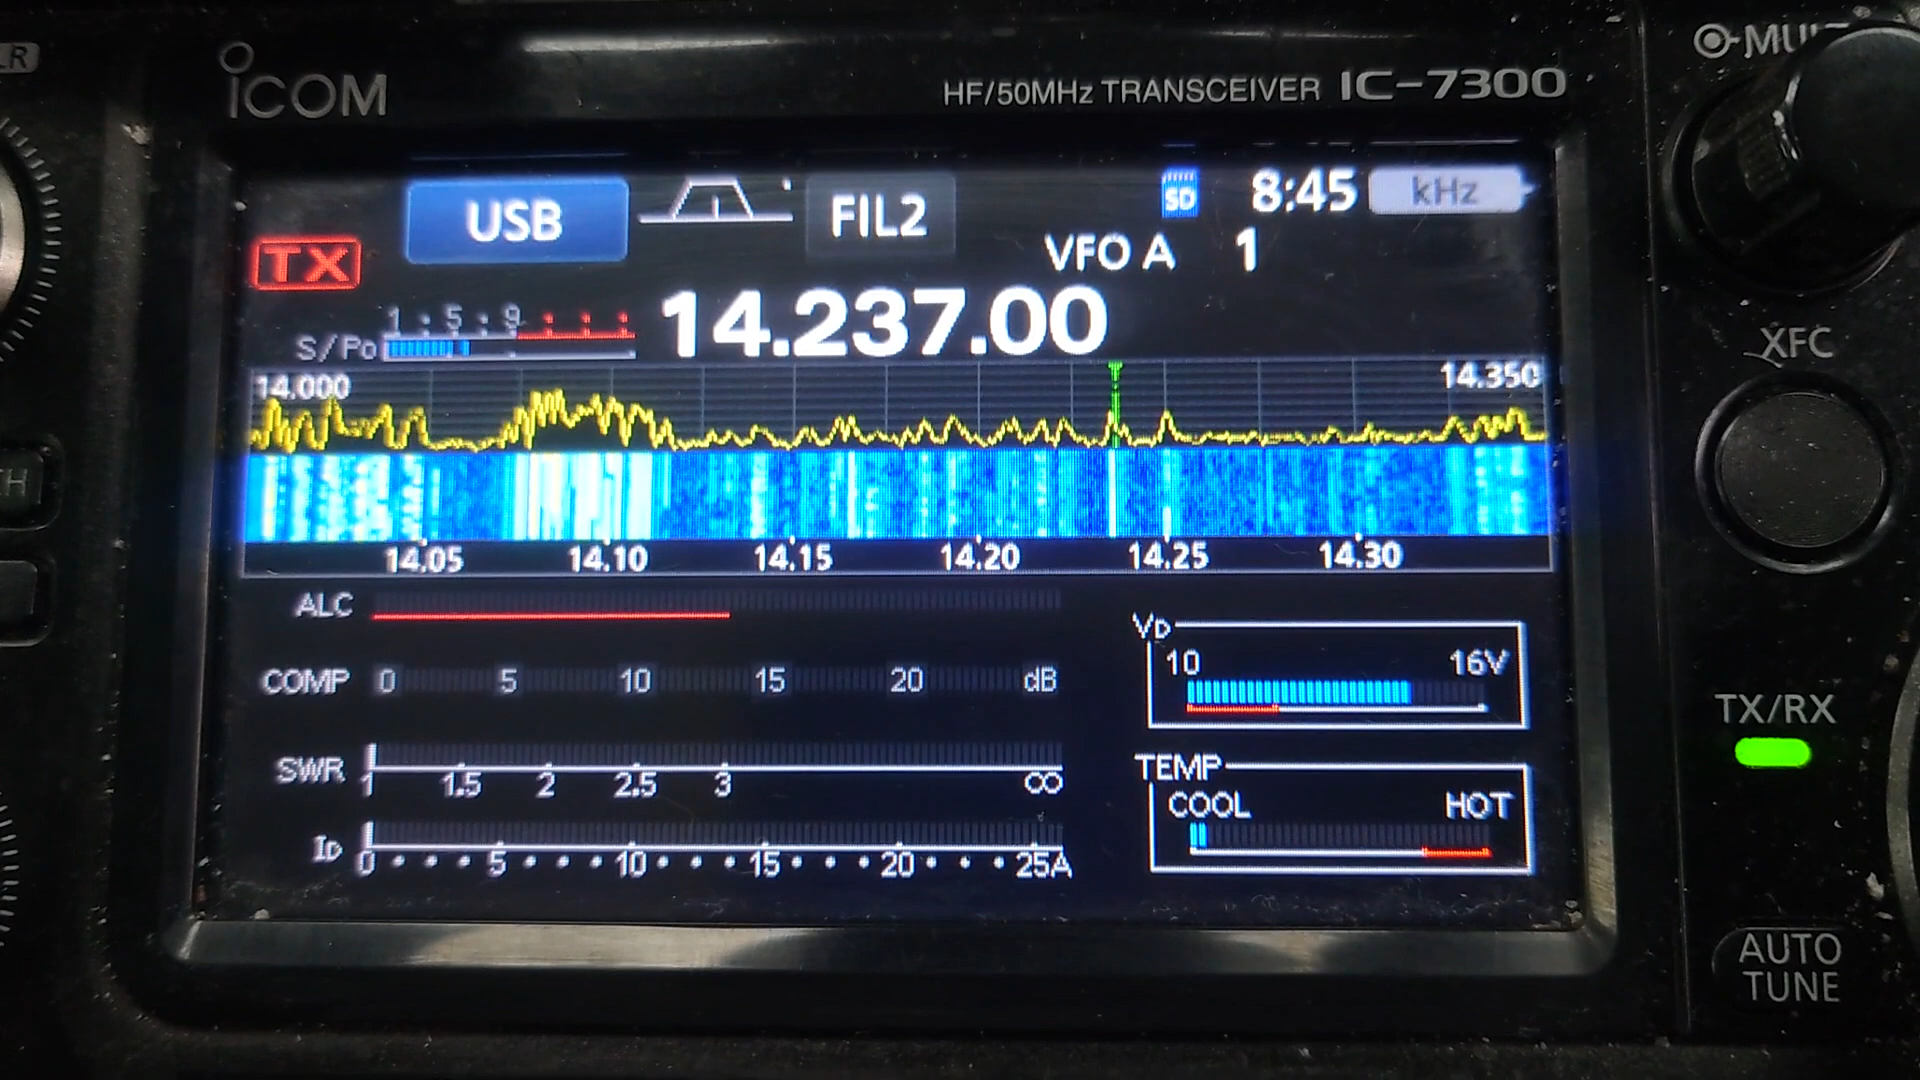 ICOM
HF/50MHz TRANSCEIVER IC-7300
USB
FIL2
SD
8:45
kHz
TX
VFO A 1
1 5 9
S/Po
14.237.00
14.000 14.350
14.05 14.10 14.15 14.20 14.25 14.30
ALC
COMP 0 5 10 15 20 dB
SWR 1 1.5 2 2.5 3 ∞
ID 0 5 10 15 20 25A
VD
10 16V
TEMP
COOL HOT
XFC
TX/RX
AUTO
TUNE